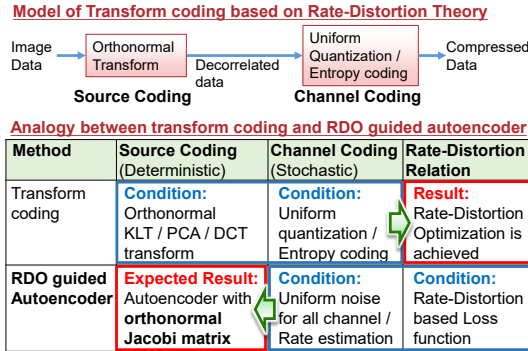 Model of Transform coding based on Rate-Distortion Theory
Image
Data
Orthonormal
Transform
Decorrelated
data
Uniform
Quantization /
Entropy coding
Compressed
Data
Source Coding
Channel Coding
Analogy between transform coding and RDO guided autoencoder
Method
Source Coding
(Deterministic)
Channel Coding
(Stochastic)
Rate-Distortion
Relation
Transform
coding
Condition:
Orthonormal
KLT / PCA / DCT
transform
Condition:
Uniform
quantization /
Entropy coding
Result:
Rate-Distortion
Optimization is
achieved
RDO guided
Autoencoder
Expected Result:
Autoencoder with
orthonormal
Jacobi matrix
Condition:
Uniform noise
for all channel /
Rate estimation
Condition:
Rate-Distortion
based Loss
function